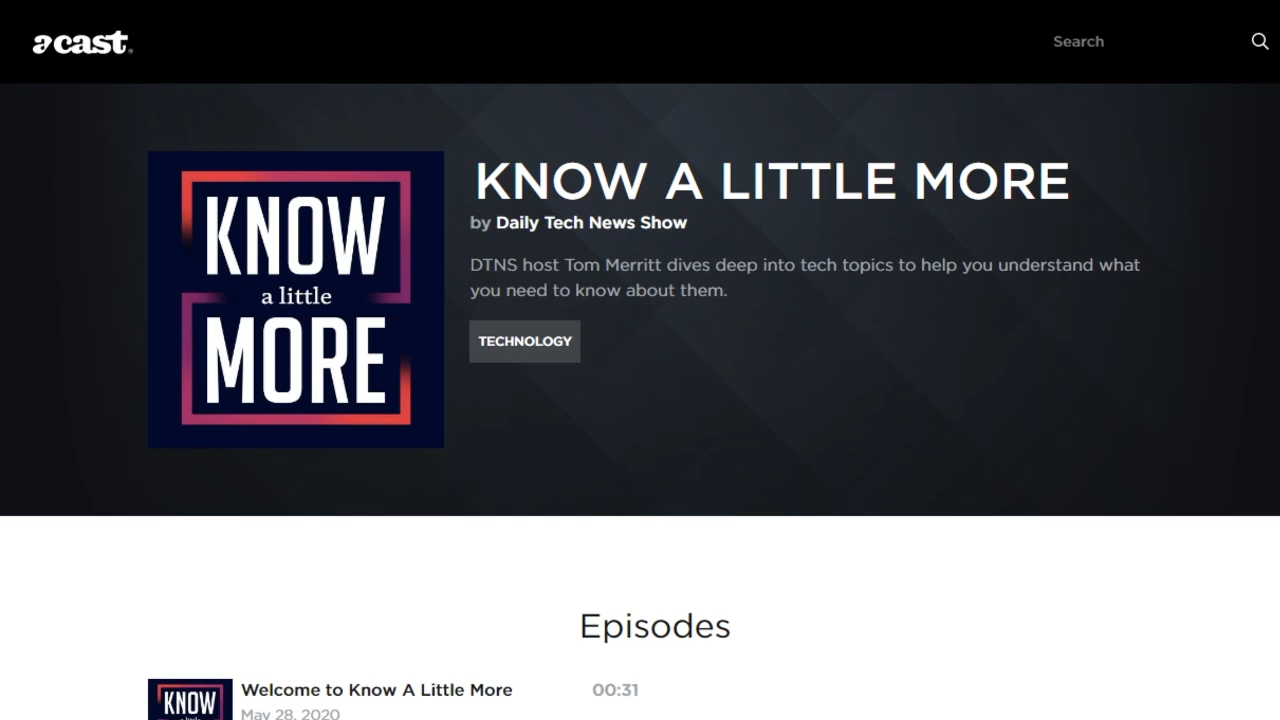 acast
Search
KNOW
a little
MORE
KNOW A LITTLE MORE
by Daily Tech News Show
DTNS host Tom Merritt dives deep into tech topics to help you understand what
you need to know about them.
TECHNOLOGY
Episodes
KNOW
a little
Welcome to Know A Little More
00:31
May 28, 2020